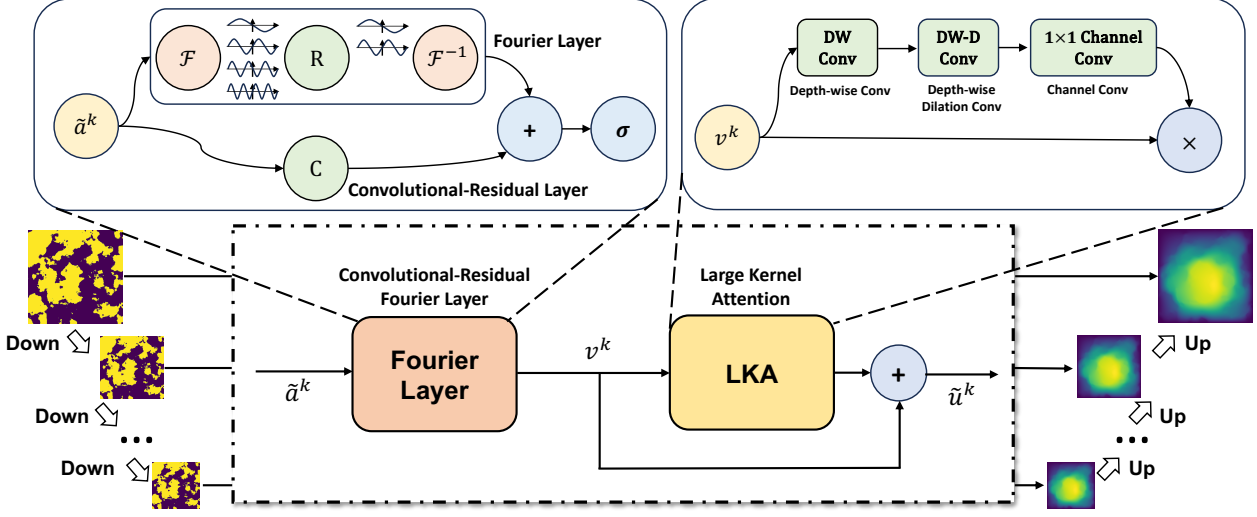 ℱ
R
ℱ⁻¹
Fourier Layer
ã^k
+
σ
C
Convolutional-Residual Layer
DW
Conv
Depth-wise Conv
DW-D
Conv
Depth-wise
Dilation Conv
1×1 Channel
Conv
Channel Conv
v^k
×
Down
Down
...
Down
Convolutional-Residual
Fourier Layer
ã^k
Fourier
Layer
v^k
Large Kernel
Attention
LKA
+
ũ^k
Up
Up
...
Up